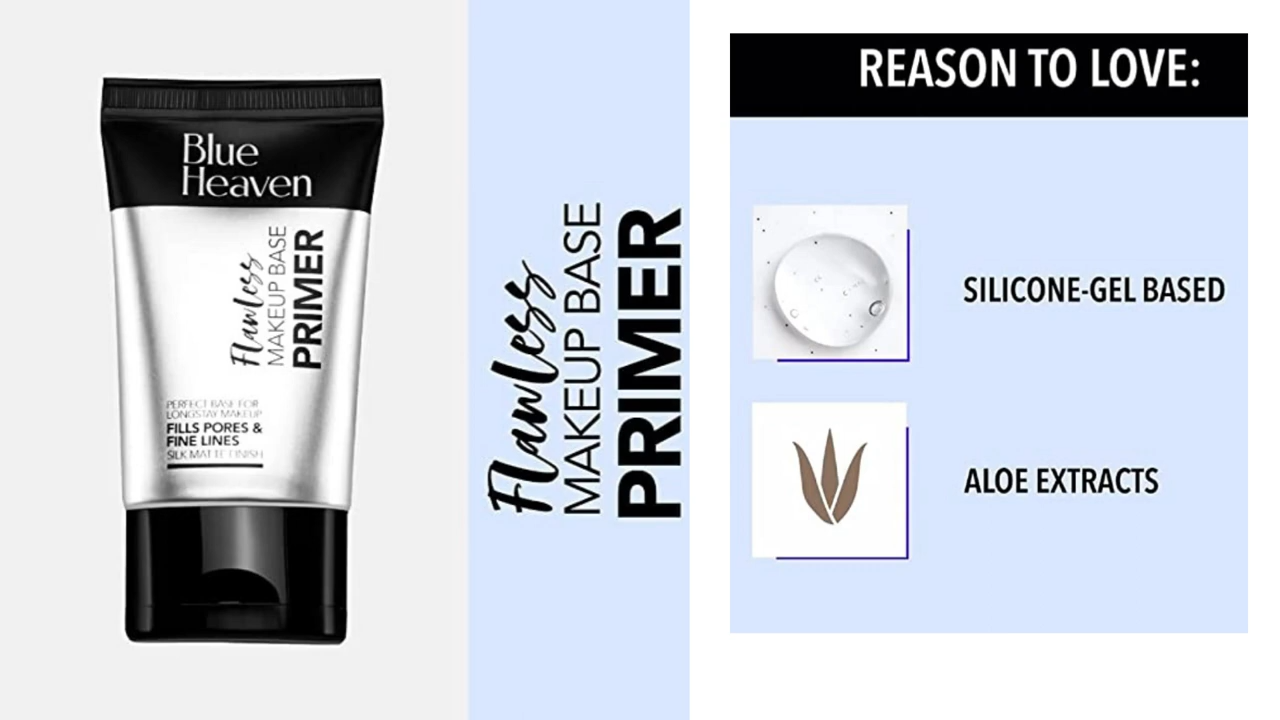 Blue
Heaven
Flawless
MAKEUP BASE
PRIMER
PERFECT BASE FOR
LONGSTAY MAKEUP
FILLS PORES &
FINE LINES
SILK MATTE FINISH
Flawless
MAKEUP BASE
PRIMER
REASON TO LOVE:
SILICONE-GEL BASED
ALOE EXTRACTS